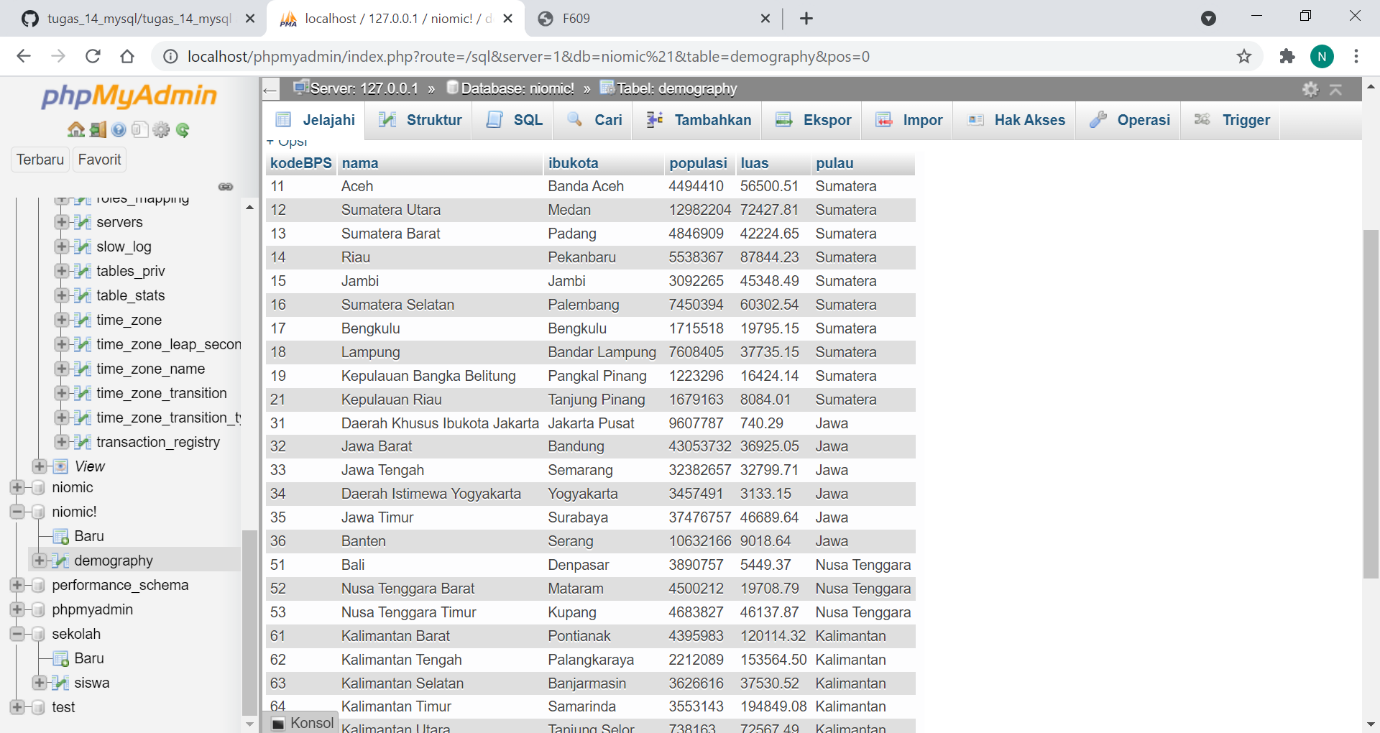 tugas_14_mysql/tugas_14_mysql
localhost / 127.0.0.1 / niomic! / d
F609
localhost/phpmyadmin/index.php?route=/sql&server=1&db=niomic%21&table=demography&pos=0
N
phpMyAdmin
Terbaru Favorit
roles_mapping
servers
slow_log
tables_priv
table_stats
time_zone
time_zone_leap_secon
time_zone_name
time_zone_transition
time_zone_transition_ty
transaction_registry
View
niomic
niomic!
Baru
demography
performance_schema
phpmyadmin
sekolah
Baru
siswa
test
Server: 127.0.0.1 » Database: niomic! » Tabel: demography
Jelajahi Struktur SQL Cari Tambahkan Ekspor Impor Hak Akses Operasi Trigger
+ Opsi
kodeBPS nama ibukota populasi luas pulau
11 Aceh Banda Aceh 4494410 56500.51 Sumatera
12 Sumatera Utara Medan 12982204 72427.81 Sumatera
13 Sumatera Barat Padang 4846909 42224.65 Sumatera
14 Riau Pekanbaru 5538367 87844.23 Sumatera
15 Jambi Jambi 3092265 45348.49 Sumatera
16 Sumatera Selatan Palembang 7450394 60302.54 Sumatera
17 Bengkulu Bengkulu 1715518 19795.15 Sumatera
18 Lampung Bandar Lampung 7608405 37735.15 Sumatera
19 Kepulauan Bangka Belitung Pangkal Pinang 1223296 16424.14 Sumatera
21 Kepulauan Riau Tanjung Pinang 1679163 8084.01 Sumatera
31 Daerah Khusus Ibukota Jakarta Jakarta Pusat 9607787 740.29 Jawa
32 Jawa Barat Bandung 43053732 36925.05 Jawa
33 Jawa Tengah Semarang 32382657 32799.71 Jawa
34 Daerah Istimewa Yogyakarta Yogyakarta 3457491 3133.15 Jawa
35 Jawa Timur Surabaya 37476757 46689.64 Jawa
36 Banten Serang 10632166 9018.64 Jawa
51 Bali Denpasar 3890757 5449.37 Nusa Tenggara
52 Nusa Tenggara Barat Mataram 4500212 19708.79 Nusa Tenggara
53 Nusa Tenggara Timur Kupang 4683827 46137.87 Nusa Tenggara
61 Kalimantan Barat Pontianak 4395983 120114.32 Kalimantan
62 Kalimantan Tengah Palangkaraya 2212089 153564.50 Kalimantan
63 Kalimantan Selatan Banjarmasin 3626616 37530.52 Kalimantan
64 Kalimantan Timur Samarinda 3553143 194849.08 Kalimantan
Kalimantan Utara Tanjung Selor 738163 72567.49 Kalimantan
Konsol